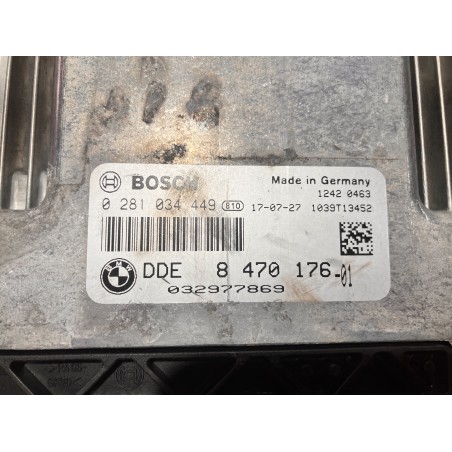 BOSCH Made in Germany
1242 0463
0 281 034 449 810 17-07-27 1039T13452
BMW DDE 8 470 176-01
032977869